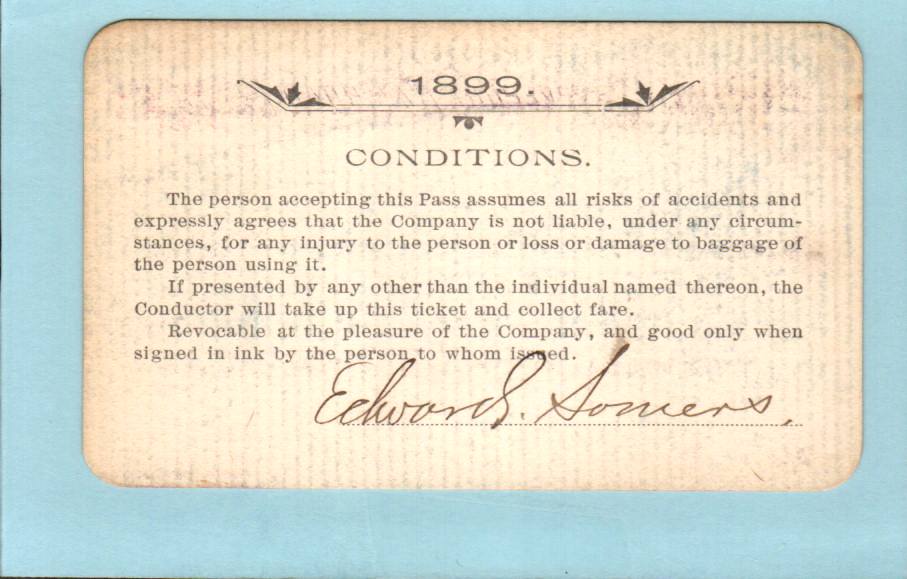 1899.
CONDITIONS.
The person accepting this Pass assumes all risks of accidents and
expressly agrees that the Company is not liable, under any circum-
stances, for any injury to the person or loss or damage to baggage of
the person using it.
If presented by any other than the individual named thereon, the
Conductor will take up this ticket and collect fare.
Revocable at the pleasure of the Company, and good only when
signed in ink by the person to whom issued.
Edward S. Somers.